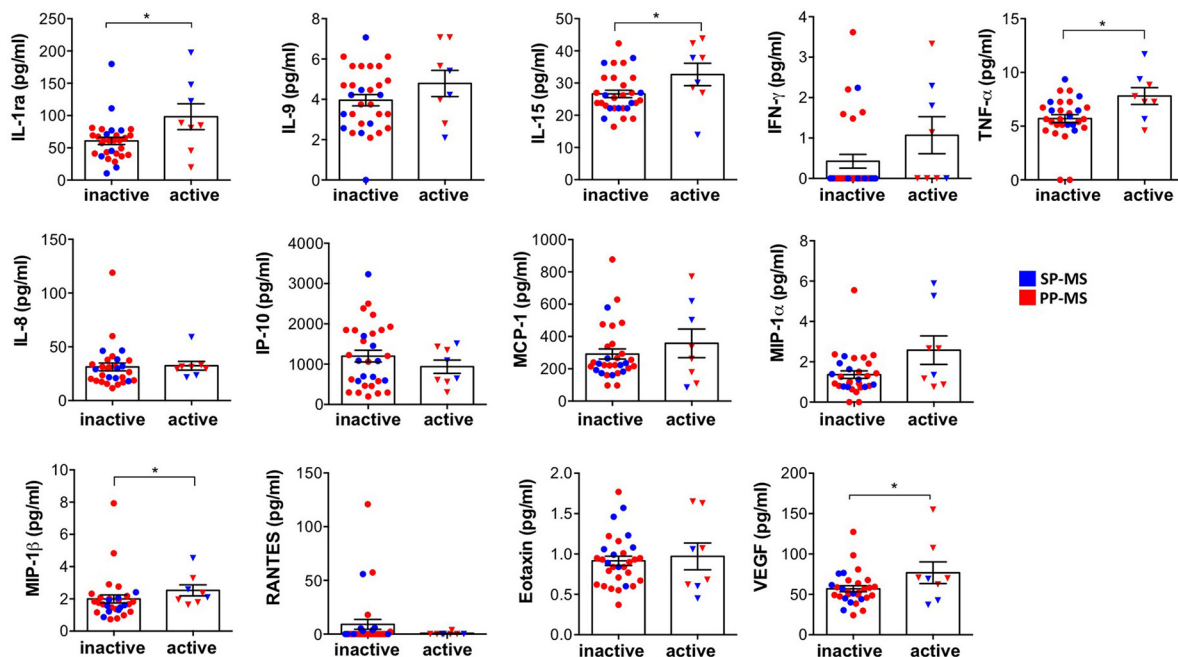 IL-1ra (pg/ml)
250
200
150
100
50
0
*
inactive active
IL-9 (pg/ml)
8
6
4
2
0
inactive active
IL-15 (pg/ml)
50
40
30
20
10
0
*
inactive active
IFN-γ (pg/ml)
4
3
2
1
0
inactive active
TNF-α (pg/ml)
15
10
5
0
*
inactive active
IL-8 (pg/ml)
150
100
50
0
inactive active
IP-10 (pg/ml)
4000
3000
2000
1000
0
inactive active
MCP-1 (pg/ml)
1000
800
600
400
200
0
inactive active
MIP-1α (pg/ml)
8
6
4
2
0
inactive active
SP-MS
PP-MS
MIP-1β (pg/ml)
10
8
6
4
2
0
*
inactive active
RANTES (pg/ml)
150
100
50
0
inactive active
Eotaxin (pg/ml)
2.0
1.5
1.0
0.5
0.0
inactive active
VEGF (pg/ml)
200
150
100
50
0
*
inactive active